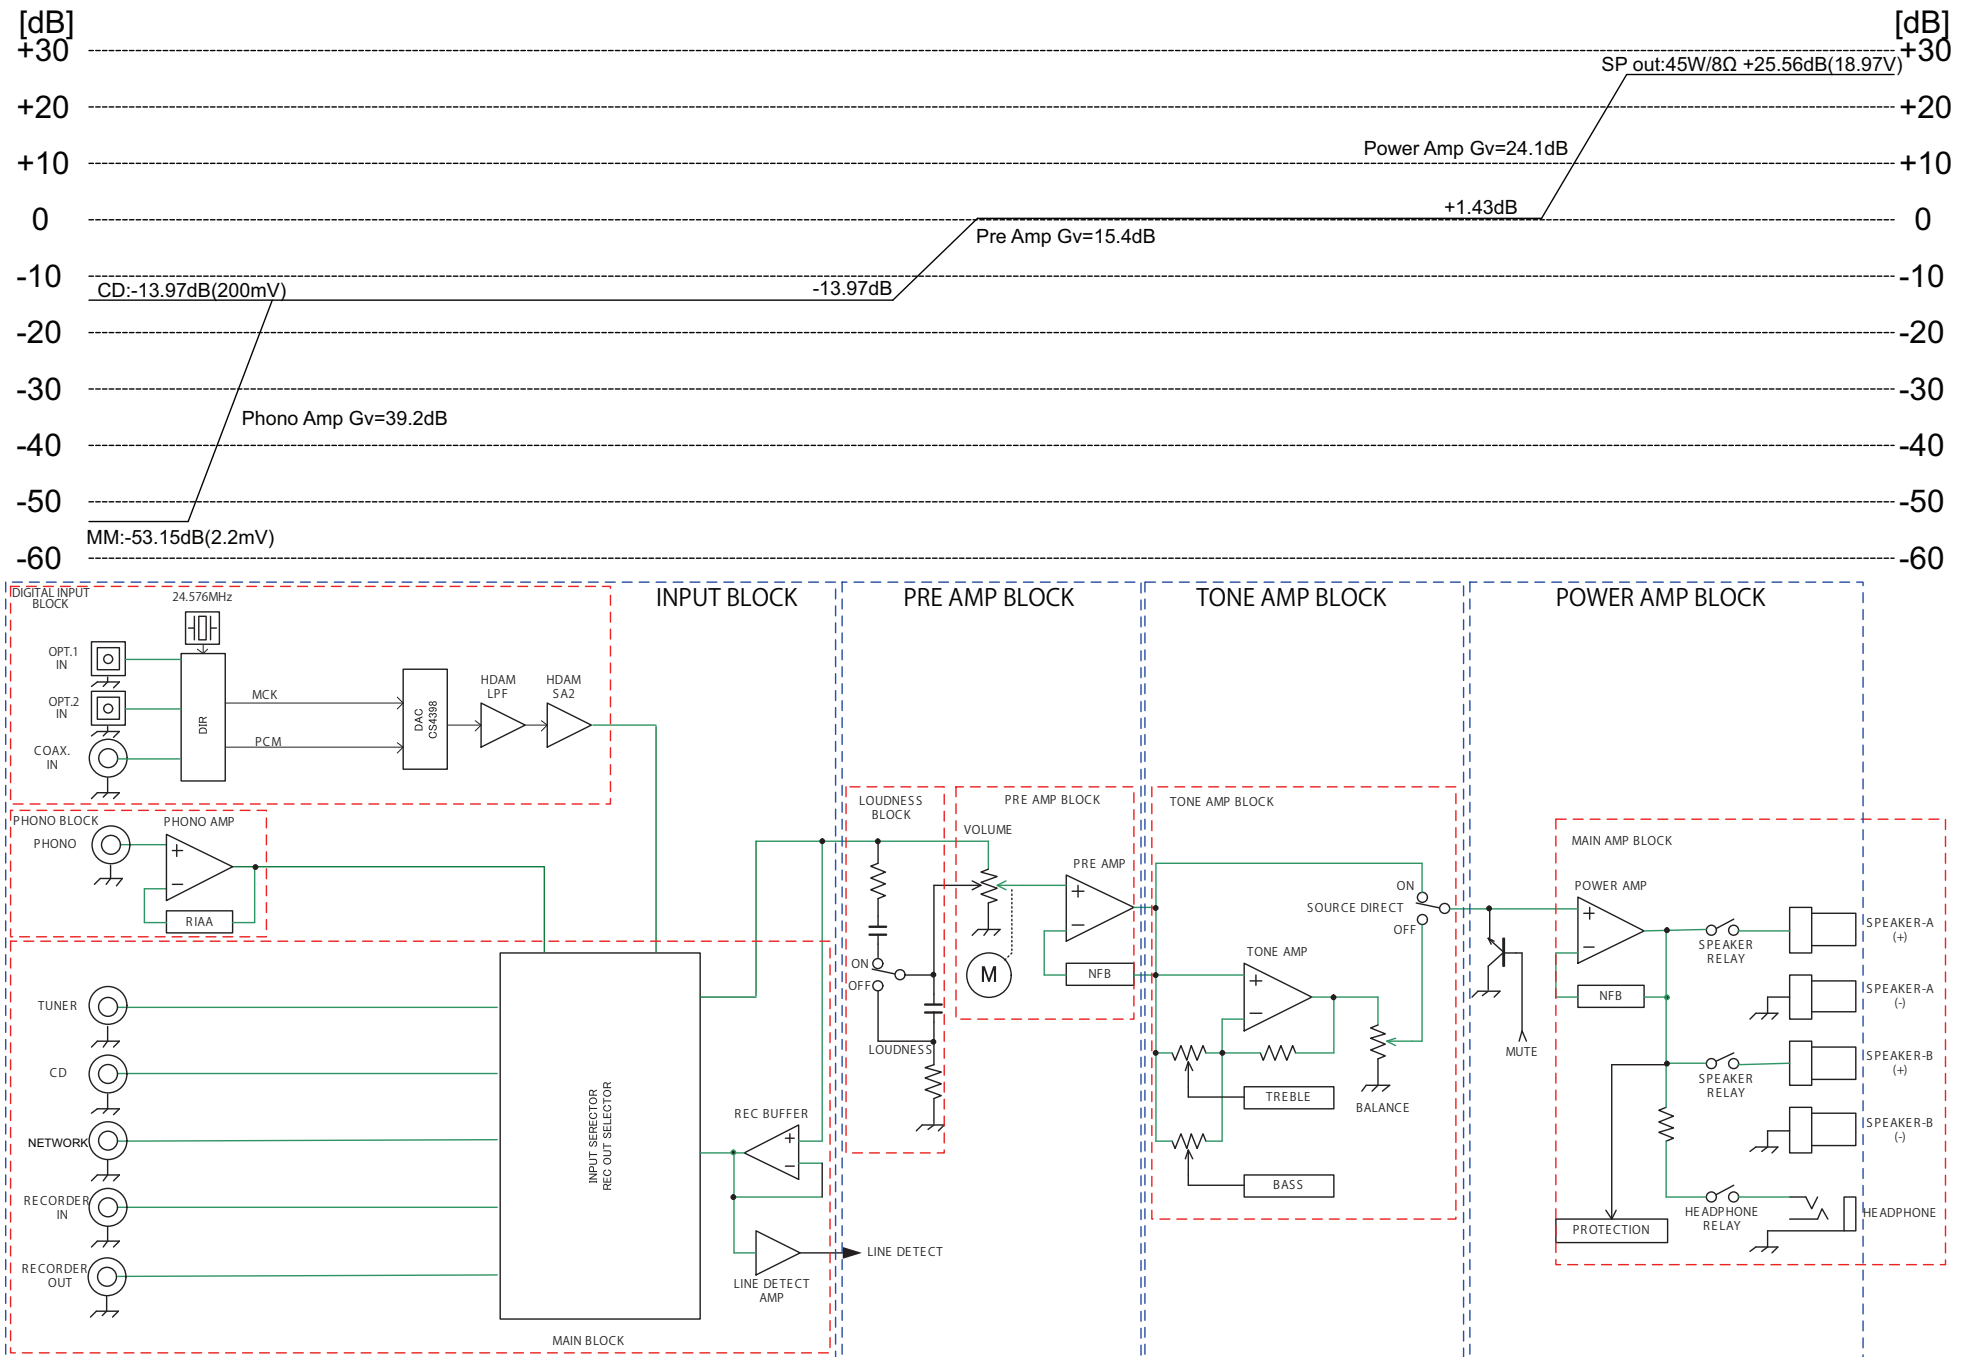 [dB]
[dB]
+30
+30
SP out:45W/8Ω +25.56dB(18.97V)
+20
+20
Power Amp Gv=24.1dB
+10
+10
+1.43dB
0
0
Pre Amp Gv=15.4dB
-10
-10
CD:-13.97dB(200mV)
-13.97dB
-20
-20
-30
-30
Phono Amp Gv=39.2dB
-40
-40
-50
-50
MM:-53.15dB(2.2mV)
-60
-60
INPUT BLOCK
PRE AMP BLOCK
TONE AMP BLOCK
POWER AMP BLOCK
DIGITAL INPUT
BLOCK
24.576MHz
OPT.1
IN
OPT.2
IN
COAX.
IN
DIR
MCK
PCM
DAC
CS4398
HDAM
LPF
HDAM
SA2
PHONO BLOCK
PHONO AMP
PHONO
+
−
RIAA
TUNER
CD
NETWORK
RECORDER
IN
RECORDER
OUT
INPUT SERECTOR
REC OUT SELECTOR
REC BUFFER
+
−
LINE DETECT
AMP
LINE DETECT
MAIN BLOCK
LOUDNESS
BLOCK
ON
OFF
LOUDNESS
PRE AMP BLOCK
VOLUME
PRE AMP
+
−
M
NFB
TONE AMP BLOCK
ON
SOURCE DIRECT
OFF
TONE AMP
+
−
TREBLE
BALANCE
BASS
MUTE
MAIN AMP BLOCK
POWER AMP
+
−
NFB
SPEAKER
RELAY
SPEAKER-A
(+)
SPEAKER-A
(-)
SPEAKER
RELAY
SPEAKER-B
(+)
SPEAKER-B
(-)
HEADPHONE
RELAY
HEADPHONE
PROTECTION